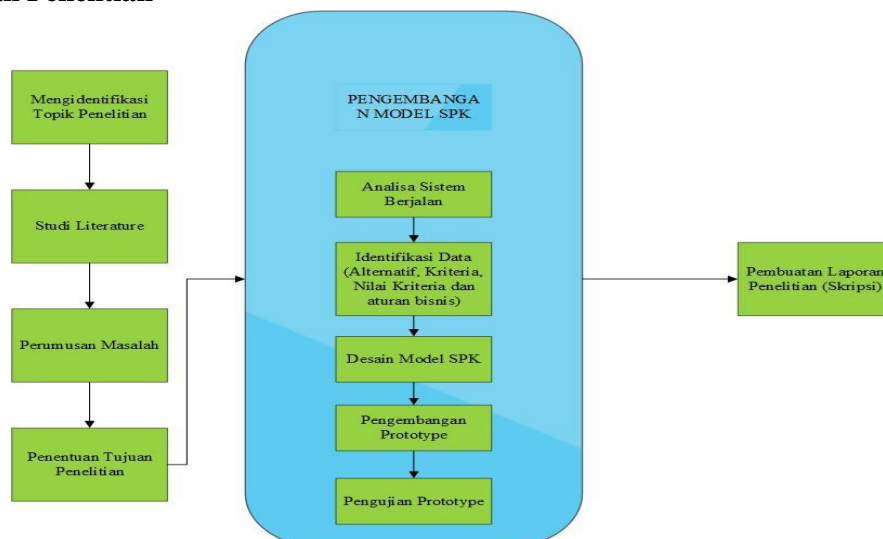 Mengidentifikasi
Topik Penelitian
Studi Literature
Perumusan Masalah
Penentuan Tujuan
Penelitian
PENGEMBANGA
N MODEL SPK
Analisa Sistem
Berjalan
Identifikasi Data
(Alternatif, Kriteria,
Nilai Kriteria dan
aturan bisnis)
Desain Model SPK
Pengembangan
Prototype
Pengujian Prototype
Pembuatan Laporan
Penelitian (Skripsi)